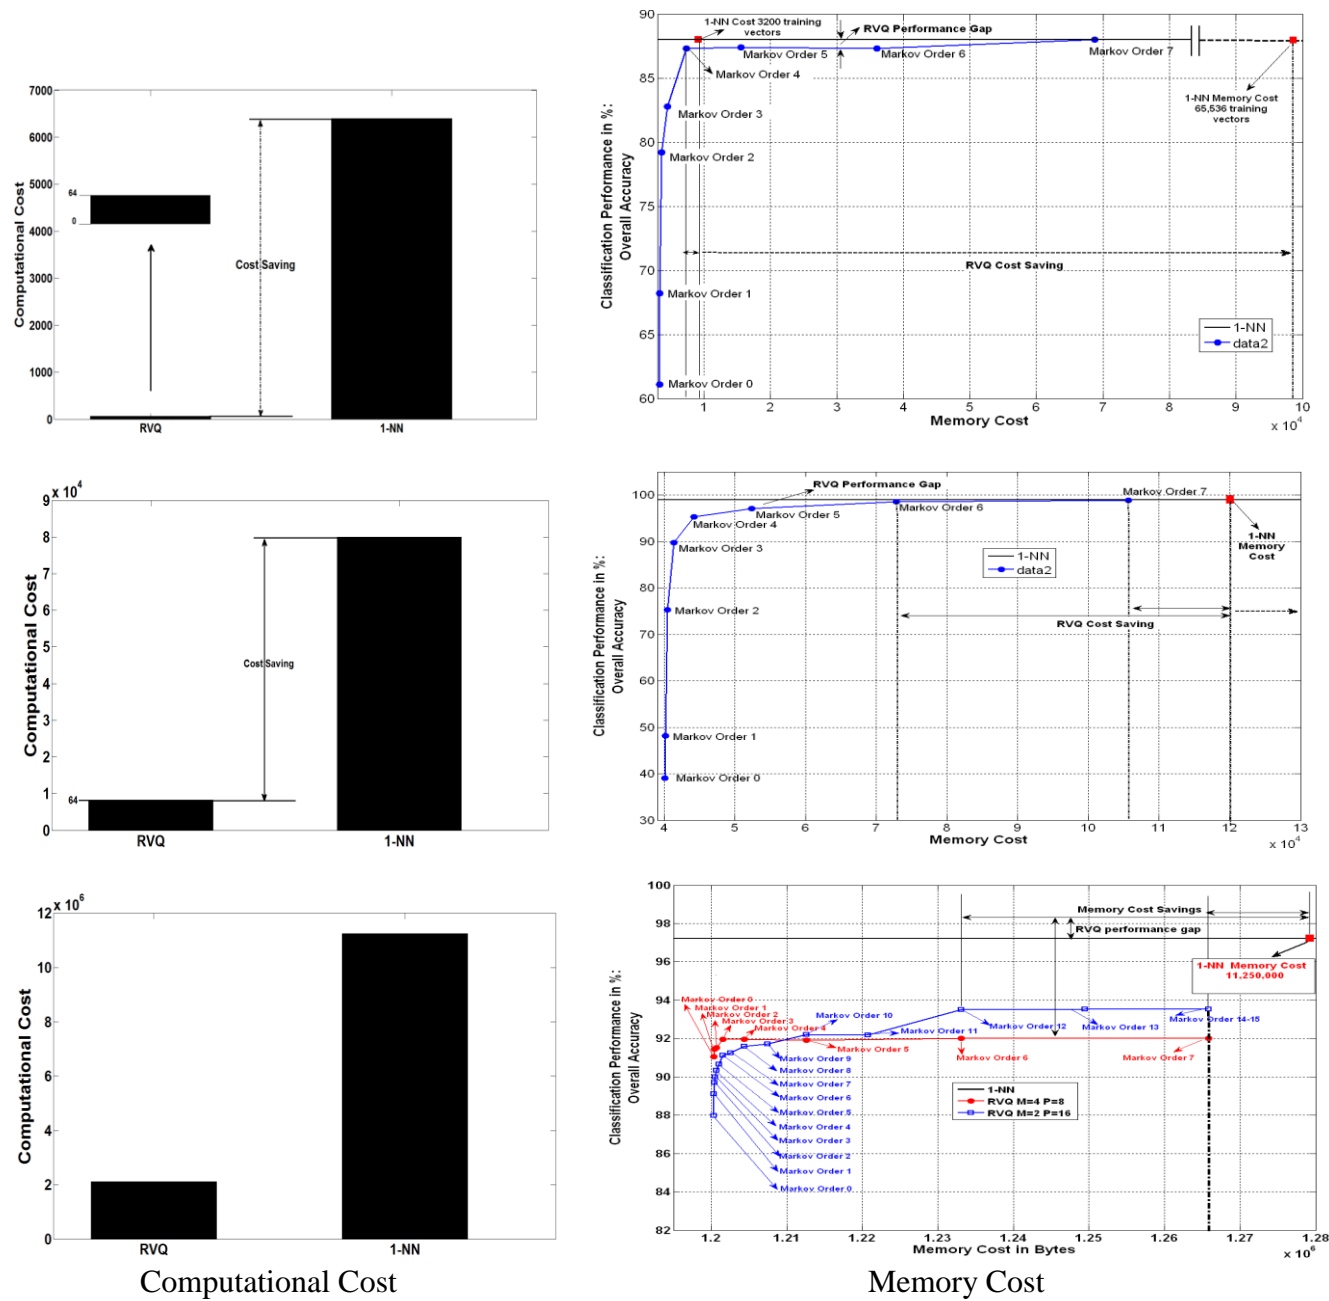 7000
6000
5000
4000
3000
2000
1000
0
64
0
Computational Cost
Cost Saving
RVQ
1-NN
90
85
80
75
70
65
60
Classification Performance in %:
Overall Accuracy
1-NN Cost 3200 training
vectors
RVQ Performance Gap
Markov Order 7
Markov Order 6
Markov Order 5
Markov Order 4
Markov Order 3
Markov Order 2
Markov Order 1
Markov Order 0
1-NN Memory Cost
65,536 training
vectors
RVQ Cost Saving
1-NN
data2
1
2
3
4
5
6
7
8
9
10
Memory Cost
x 10^4
9
x 10^4
8
7
6
5
4
3
2
1
0
64
Computational Cost
Cost Saving
RVQ
1-NN
100
90
80
70
60
50
40
30
Classification Performance in %:
Overall Accuracy
RVQ Performance Gap
Markov Order 7
Markov Order 6
Markov Order 5
Markov Order 4
Markov Order 3
Markov Order 2
Markov Order 1
Markov Order 0
1-NN
Memory
Cost
1-NN
data2
RVQ Cost Saving
4
5
6
7
8
9
10
11
12
13
Memory Cost
x 10^4
12
x 10^6
10
8
6
4
2
0
Computational Cost
RVQ
1-NN
100
98
96
94
92
90
88
86
84
82
Classification Performance in %:
Overall Accuracy
Memory Cost Savings
RVQ performance gap
1-NN Memory Cost
11,250,000
Markov Order 0
Markov Order 1
Markov Order 2
Markov Order 3
Markov Order 4
Markov Order 5
Markov Order 6
Markov Order 7
Markov Order 10
Markov Order 11
Markov Order 12
Markov Order 13
Markov Order 14-15
Markov Order 9
Markov Order 8
Markov Order 7
Markov Order 6
Markov Order 5
Markov Order 4
Markov Order 3
Markov Order 2
Markov Order 1
Markov Order 0
1-NN
RVQ M=4 P=8
RVQ M=2 P=16
1.2
1.21
1.22
1.23
1.24
1.25
1.26
1.27
1.28
Memory Cost in Bytes
x 10^6
Computational Cost
Memory Cost